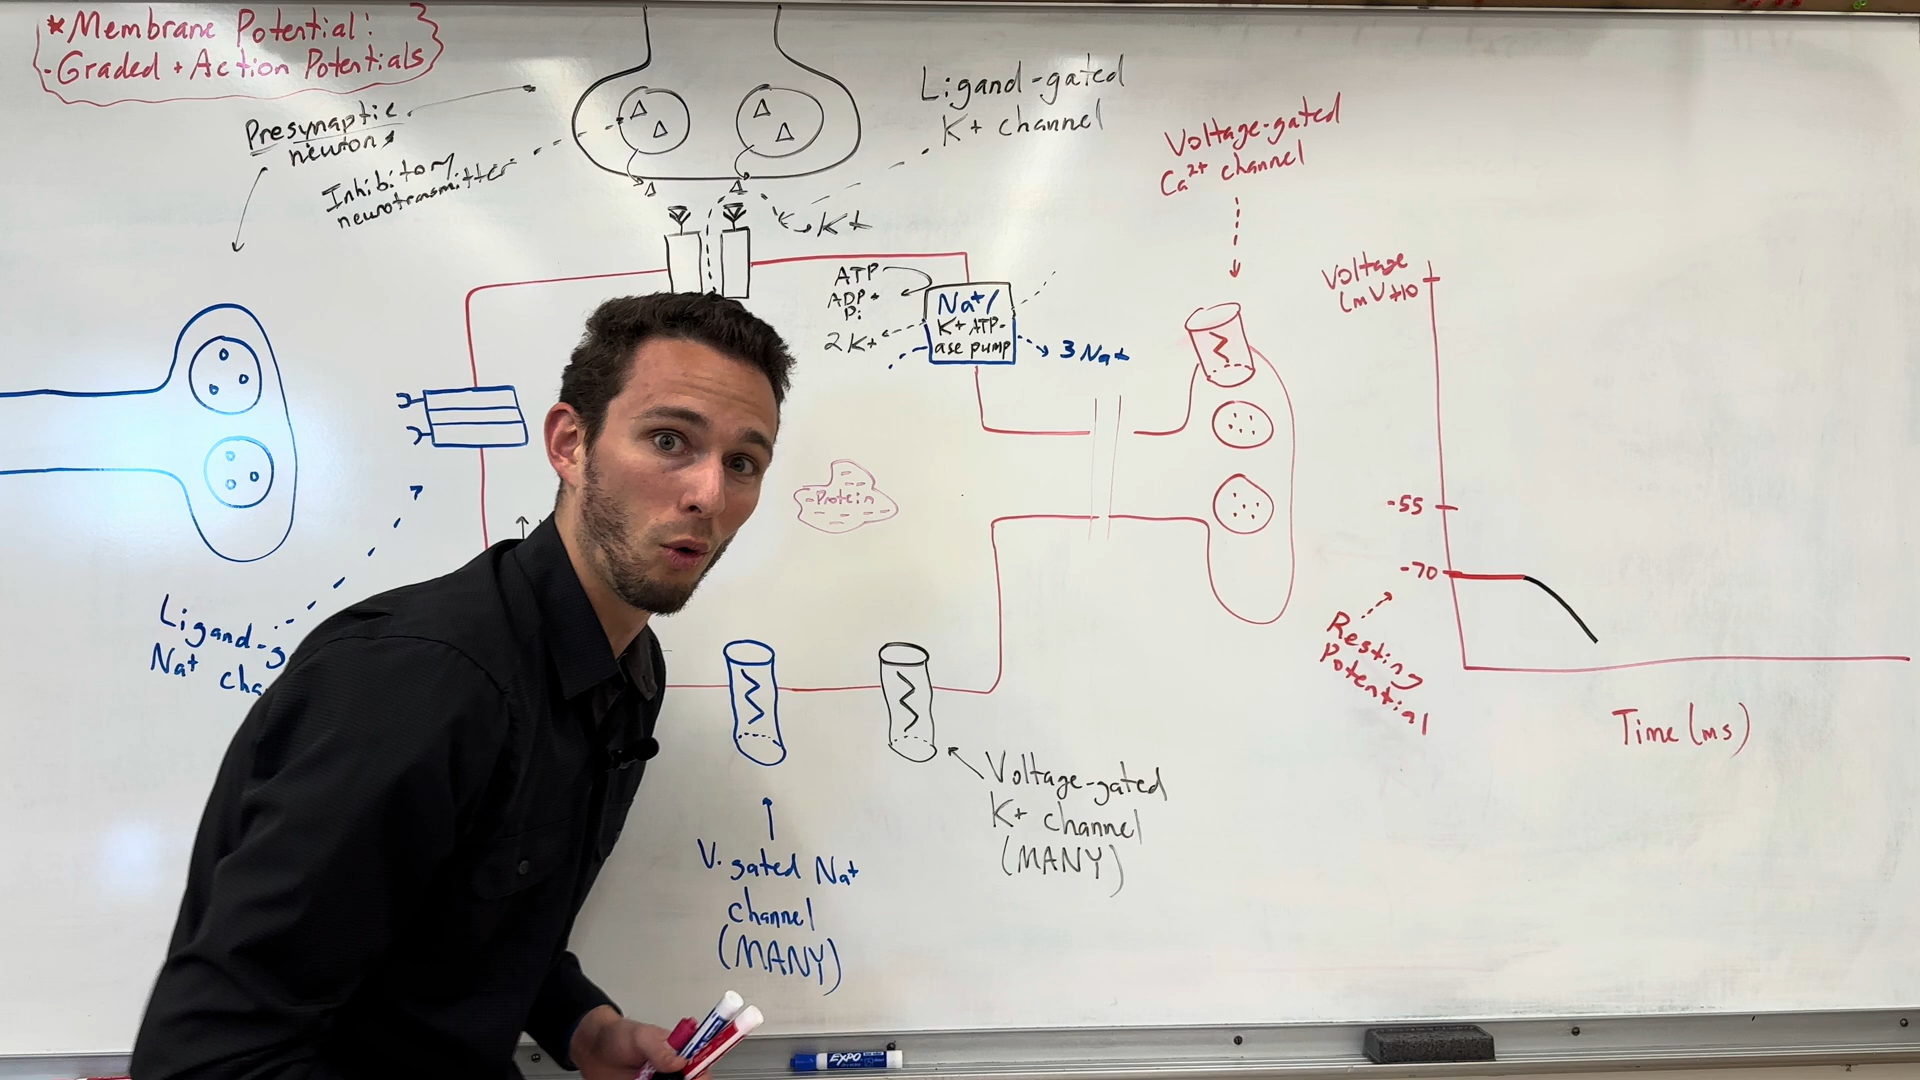 *Membrane Potential:
-Graded + Action Potentials
Presynaptic
neurons
Inhibitory
neurotransmitter
Ligand-gated
K+ channel
K+
Voltage-gated
Ca2+ channel
ATP
ADP +
Pi
2K+
Na+/
K+ ATP-
ase pump
3 Na+
Protein
Ligand-g
Na+ cha
V. gated Na+
channel
(MANY)
Voltage-gated
K+ channel
(MANY)
Voltage
(mV)
+10
-55
-70
Resting
Potential
Time (ms)
EXPO